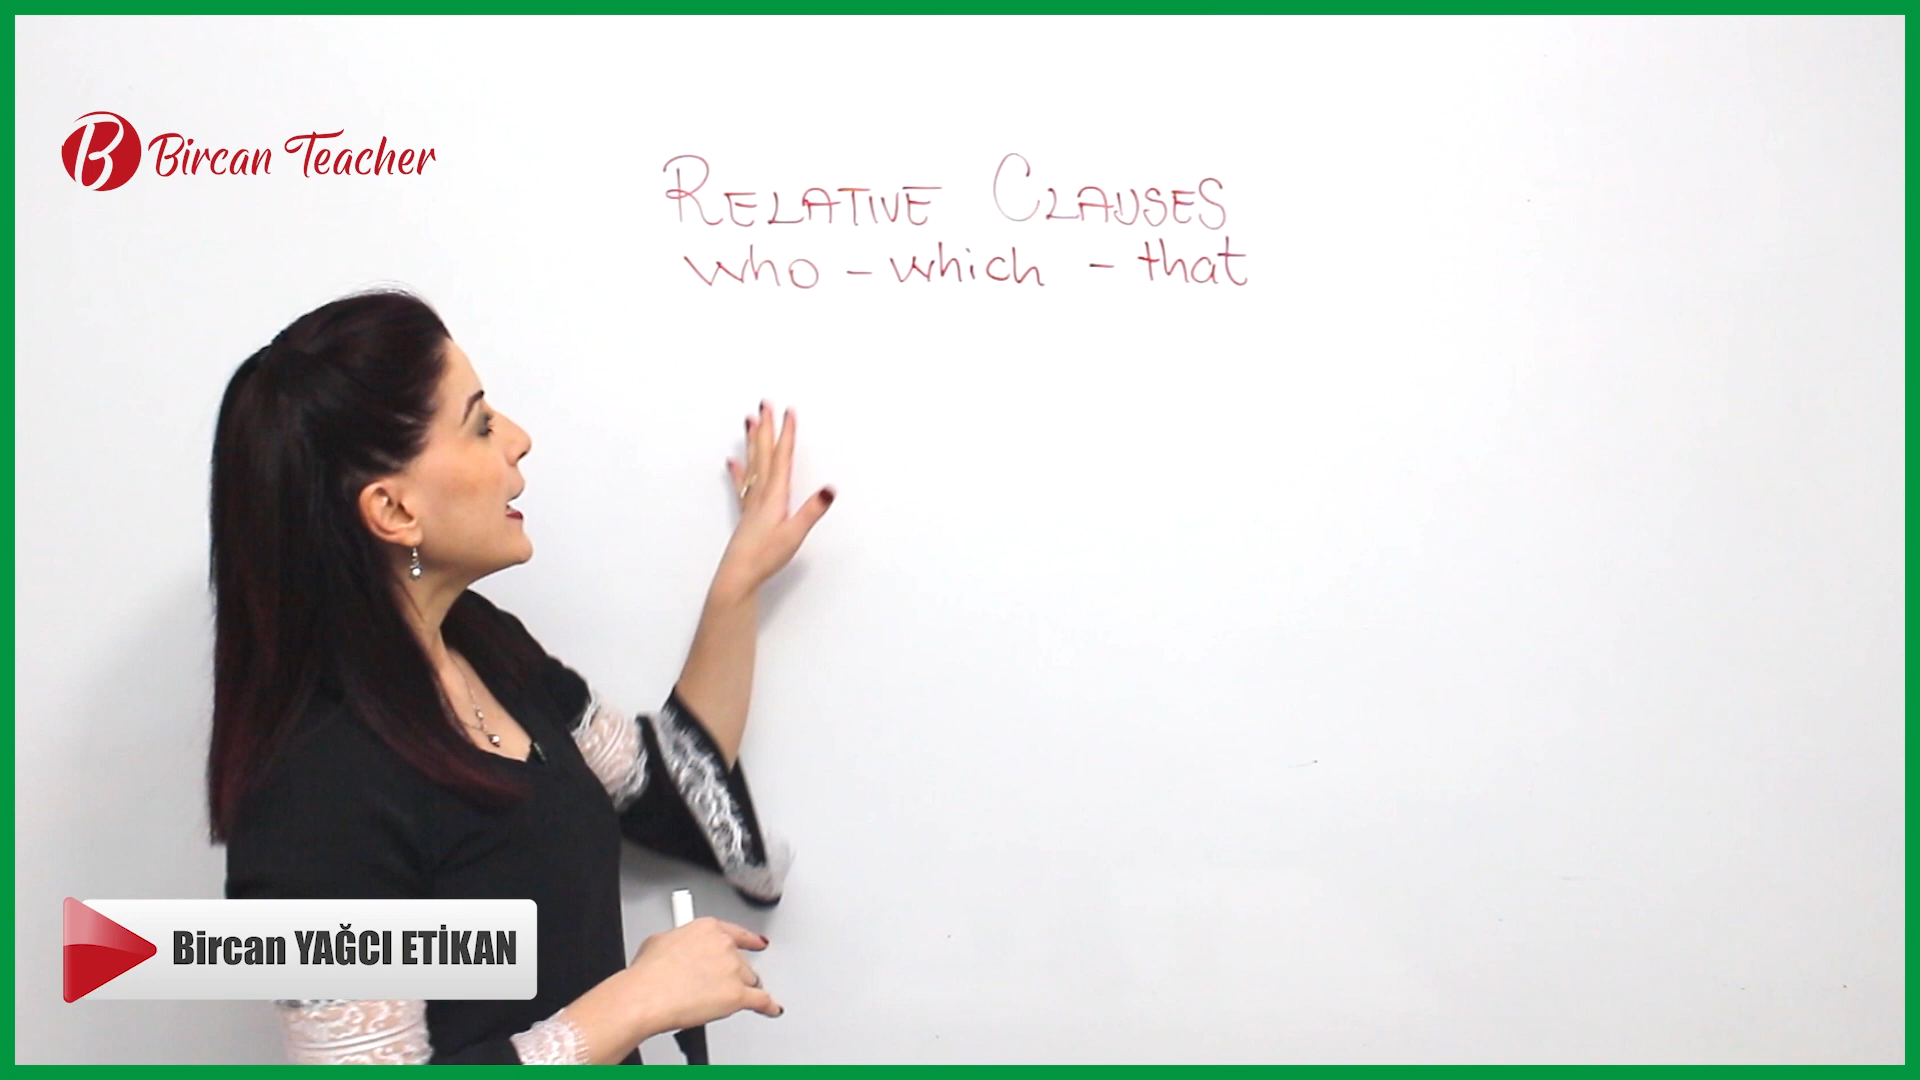 B Bircan Teacher
RELATIVE CLAUSES
who - which - that
Bircan YAĞCI ETİKAN